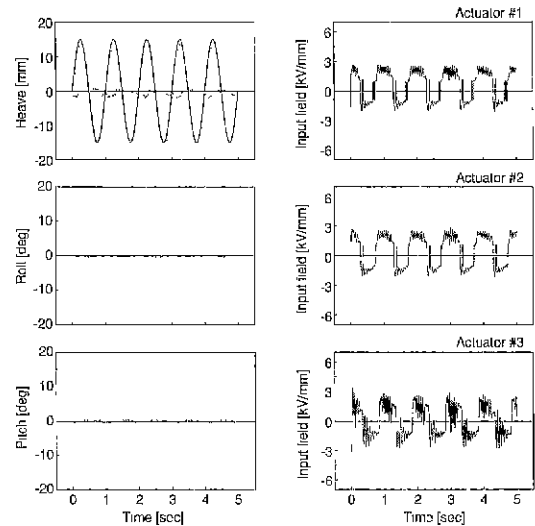 20
10
0
-10
20
Heave [mm]
Actuator #1
6
3
0
-3
-6
Input field [kV/mm]
20
10
0
-10
-20
Roll [deg]
Actuator #2
6
3
0
-3
-6
Input field [kV/mm]
20
10
0
-10
-20
Pitch [deg]
0 1 2 3 4 5
Time [sec]
Actuator #3
6
3
0
-3
-6
Input field [kV/mm]
0 1 2 3 4 5
Time [sec]